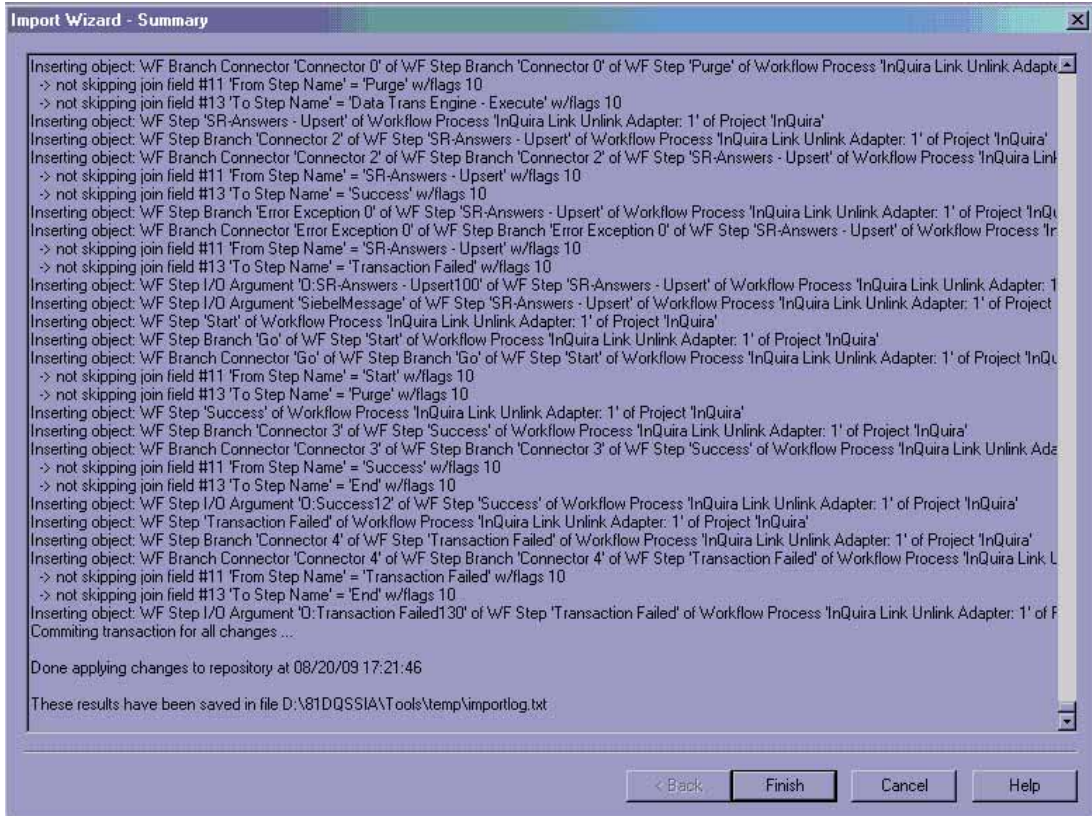 Import Wizard - Summary
Inserting object: WF Branch Connector 'Connector 0' of WF Step Branch 'Connector 0' of WF Step 'Purge' of Workflow Process 'InQuira Link Unlink Adapte
-> not skipping join field #11 'From Step Name' = 'Purge' w/flags 10
-> not skipping join field #13 'To Step Name' = 'Data Trans Engine - Execute' w/flags 10
Inserting object: WF Step 'SR-Answers - Upsert' of Workflow Process 'InQuira Link Unlink Adapter: 1' of Project 'InQuira'
Inserting object: WF Step Branch 'Connector 2' of WF Step 'SR-Answers - Upsert' of Workflow Process 'InQuira Link Unlink Adapter: 1' of Project 'InQuira'
Inserting object: WF Branch Connector 'Connector 2' of WF Step Branch 'Connector 2' of WF Step 'SR-Answers - Upsert' of Workflow Process 'InQuira Link
-> not skipping join field #11 'From Step Name' = 'SR-Answers - Upsert' w/flags 10
-> not skipping join field #13 'To Step Name' = 'Success' w/flags 10
Inserting object: WF Step Branch 'Error Exception 0' of WF Step 'SR-Answers - Upsert' of Workflow Process 'InQuira Link Unlink Adapter: 1' of Project 'InQu
Inserting object: WF Branch Connector 'Error Exception 0' of WF Step Branch 'Error Exception 0' of WF Step 'SR-Answers - Upsert' of Workflow Process 'In
-> not skipping join field #11 'From Step Name' = 'SR-Answers - Upsert' w/flags 10
-> not skipping join field #13 'To Step Name' = 'Transaction Failed' w/flags 10
Inserting object: WF Step I/O Argument 'O:SR-Answers - Upsert100' of WF Step 'SR-Answers - Upsert' of Workflow Process 'InQuira Link Unlink Adapter: 1
Inserting object: WF Step I/O Argument 'SiebelMessage' of WF Step 'SR-Answers - Upsert' of Workflow Process 'InQuira Link Unlink Adapter: 1' of Project
Inserting object: WF Step 'Start' of Workflow Process 'InQuira Link Unlink Adapter: 1' of Project 'InQuira'
Inserting object: WF Step Branch 'Go' of WF Step 'Start' of Workflow Process 'InQuira Link Unlink Adapter: 1' of Project 'InQuira'
Inserting object: WF Branch Connector 'Go' of WF Step Branch 'Go' of WF Step 'Start' of Workflow Process 'InQuira Link Unlink Adapter: 1' of Project 'InQu
-> not skipping join field #11 'From Step Name' = 'Start' w/flags 10
-> not skipping join field #13 'To Step Name' = 'Purge' w/flags 10
Inserting object: WF Step 'Success' of Workflow Process 'InQuira Link Unlink Adapter: 1' of Project 'InQuira'
Inserting object: WF Step Branch 'Connector 3' of WF Step 'Success' of Workflow Process 'InQuira Link Unlink Adapter: 1' of Project 'InQuira'
Inserting object: WF Branch Connector 'Connector 3' of WF Step Branch 'Connector 3' of WF Step 'Success' of Workflow Process 'InQuira Link Unlink Ada
-> not skipping join field #11 'From Step Name' = 'Success' w/flags 10
-> not skipping join field #13 'To Step Name' = 'End' w/flags 10
Inserting object: WF Step I/O Argument 'O:Success12' of WF Step 'Success' of Workflow Process 'InQuira Link Unlink Adapter: 1' of Project 'InQuira'
Inserting object: WF Step 'Transaction Failed' of Workflow Process 'InQuira Link Unlink Adapter: 1' of Project 'InQuira'
Inserting object: WF Step Branch 'Connector 4' of WF Step 'Transaction Failed' of Workflow Process 'InQuira Link Unlink Adapter: 1' of Project 'InQuira'
Inserting object: WF Branch Connector 'Connector 4' of WF Step Branch 'Connector 4' of WF Step 'Transaction Failed' of Workflow Process 'InQuira Link U
-> not skipping join field #11 'From Step Name' = 'Transaction Failed' w/flags 10
-> not skipping join field #13 'To Step Name' = 'End' w/flags 10
Inserting object: WF Step I/O Argument 'O:Transaction Failed130' of WF Step 'Transaction Failed' of Workflow Process 'InQuira Link Unlink Adapter: 1' of P
Commiting transaction for all changes ...
Done applying changes to repository at 08/20/09 17:21:46
These results have been saved in file D:\81DQSSIA\Tools\temp\importlog.txt
< Back Finish Cancel Help